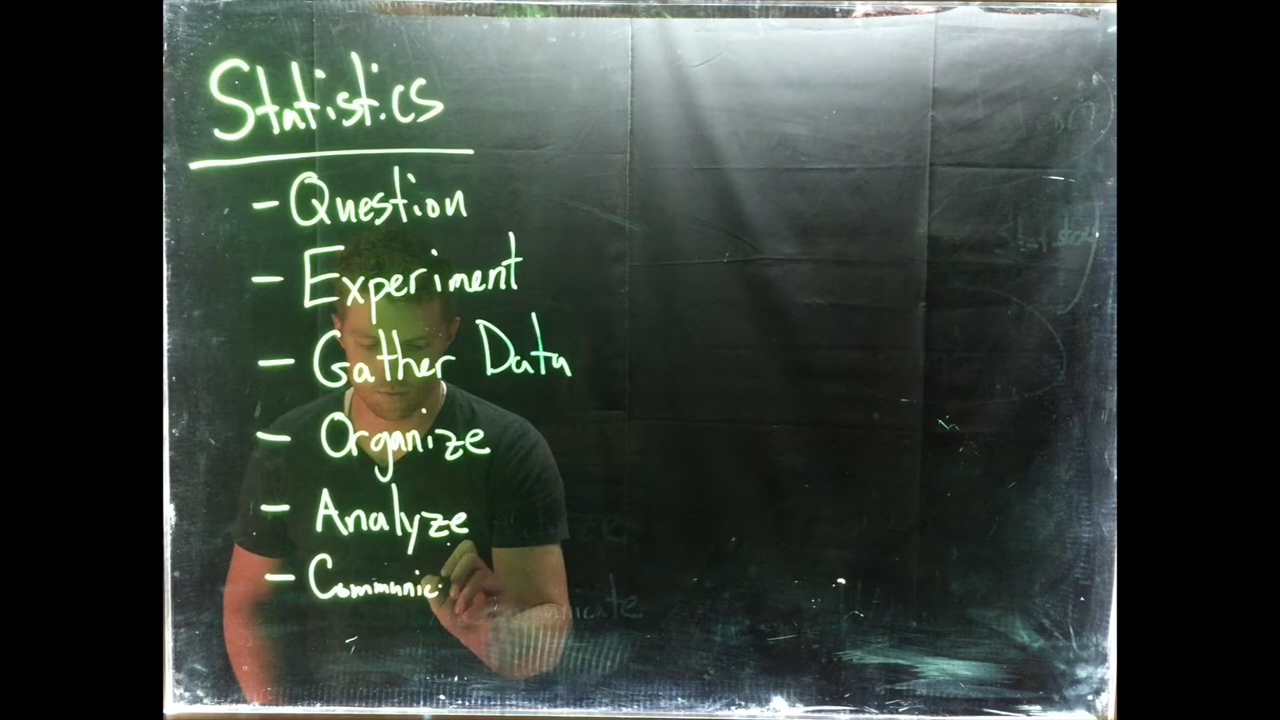 Statistics
- Question
- Experiment
- Gather Data
- Organize
- Analyze
- Communic